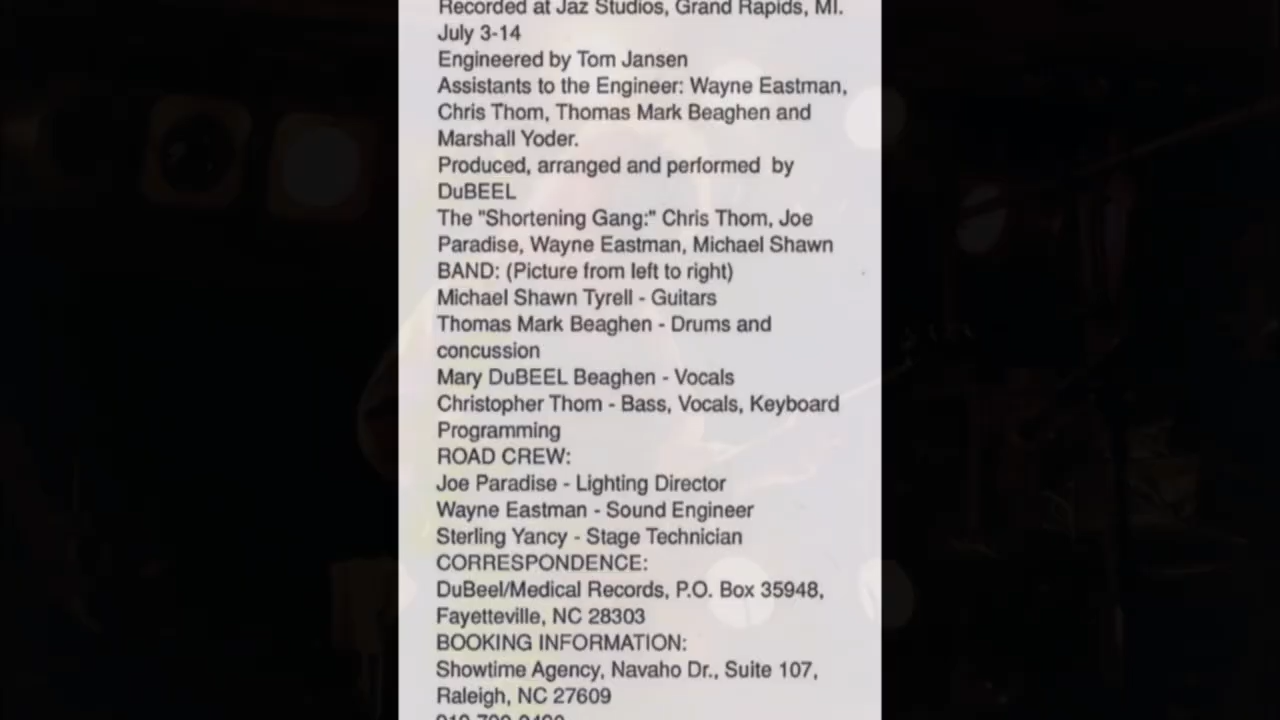 Recorded at Jaz Studios, Grand Rapids, MI.
July 3-14
Engineered by Tom Jansen
Assistants to the Engineer: Wayne Eastman,
Chris Thom, Thomas Mark Beaghen and
Marshall Yoder.
Produced, arranged and performed by
DuBEEL
The "Shortening Gang:" Chris Thom, Joe
Paradise, Wayne Eastman, Michael Shawn
BAND: (Picture from left to right)
Michael Shawn Tyrell - Guitars
Thomas Mark Beaghen - Drums and
concussion
Mary DuBEEL Beaghen - Vocals
Christopher Thom - Bass, Vocals, Keyboard
Programming
ROAD CREW:
Joe Paradise - Lighting Director
Wayne Eastman - Sound Engineer
Sterling Yancy - Stage Technician
CORRESPONDENCE:
DuBeel/Medical Records, P.O. Box 35948,
Fayetteville, NC 28303
BOOKING INFORMATION:
Showtime Agency, Navaho Dr., Suite 107,
Raleigh, NC 27609